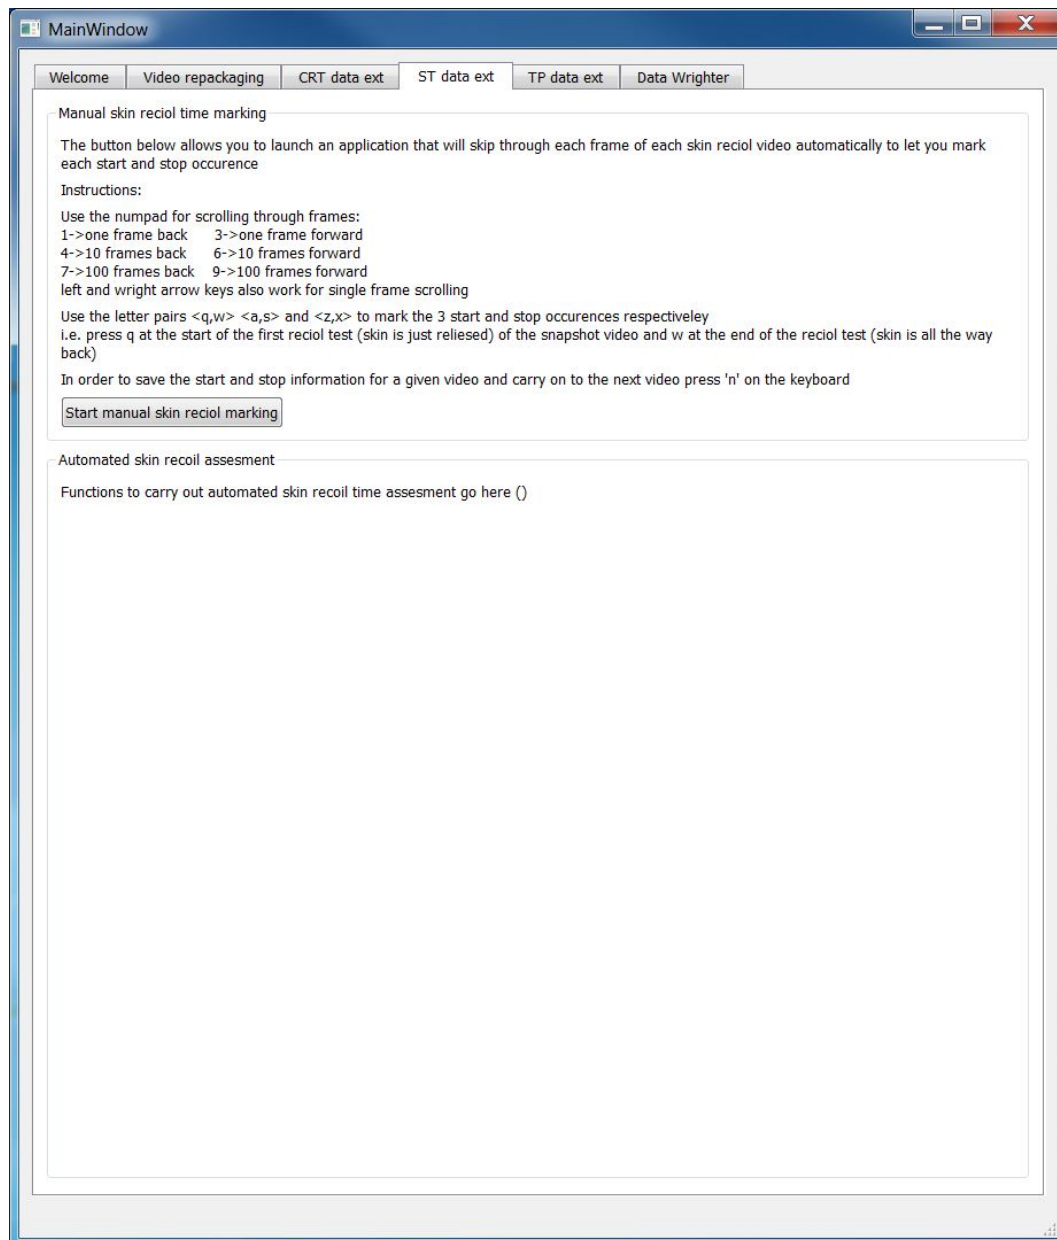 MainWindow
Welcome Video repackaging CRT data ext ST data ext TP data ext Data Wrighter
Manual skin reciol time marking
The button below allows you to launch an application that will skip through each frame of each skin reciol video automatically to let you mark
each start and stop occurence
Instructions:
Use the numpad for scrolling through frames:
1->one frame back 3->one frame forward
4->10 frames back 6->10 frames forward
7->100 frames back 9->100 frames forward
left and wright arrow keys also work for single frame scrolling
Use the letter pairs <q,w> <a,s> and <z,x> to mark the 3 start and stop occurences respectiveley
i.e. press q at the start of the first reciol test (skin is just reliesed) of the snapshot video and w at the end of the reciol test (skin is all the way
back)
In order to save the start and stop information for a given video and carry on to the next video press 'n' on the keyboard
Start manual skin reciol marking
Automated skin recoil assesment
Functions to carry out automated skin recoil time assesment go here ()